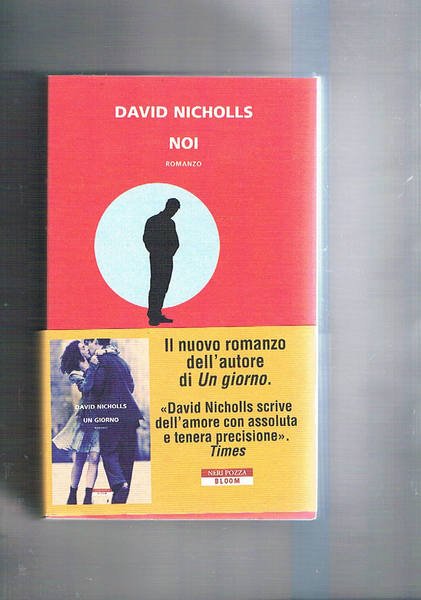 DAVID NICHOLLS
NOI
ROMANZO
Il nuovo romanzo
dell'autore
di Un giorno.
«David Nicholls scrive
dell'amore con assoluta
e tenera precisione».
Times
DAVID NICHOLLS
UN GIORNO
NERI POZZA
BLOOM